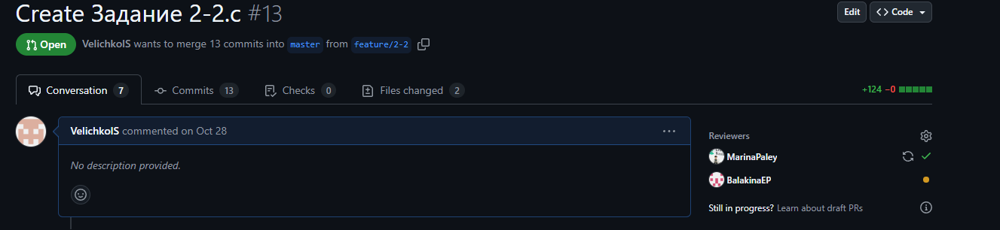 Create Задание 2-2.c #13
Edit
Code
Open
VelichkoIS wants to merge 13 commits into master from feature/2-2
Conversation 7
Commits 13
Checks 0
Files changed 2
+124 −0
VelichkoIS commented on Oct 28
No description provided.
Reviewers
MarinaPaley
BalakinaEP
Still in progress? Learn about draft PRs